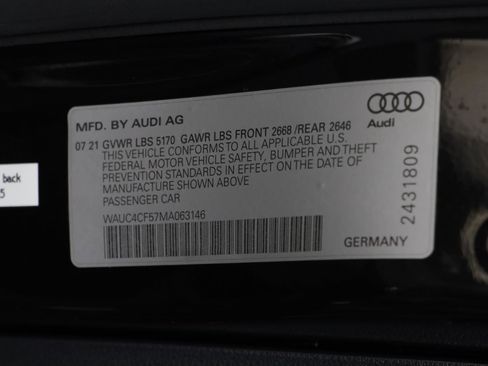 MFD. BY AUDI AG
07 21 GVWR LBS 5170 GAWR LBS FRONT 2668 /REAR 2646
THIS VEHICLE CONFORMS TO ALL APPLICABLE U.S.
FEDERAL MOTOR VEHICLE SAFETY, BUMPER AND THEFT
PREVENTION STANDARDS IN EFFECT ON THE DATE OF
MANUFACTURE SHOWN ABOVE
PASSENGER CAR
WAUC4CF57MA063146
Audi
2431809
GERMANY
back
5